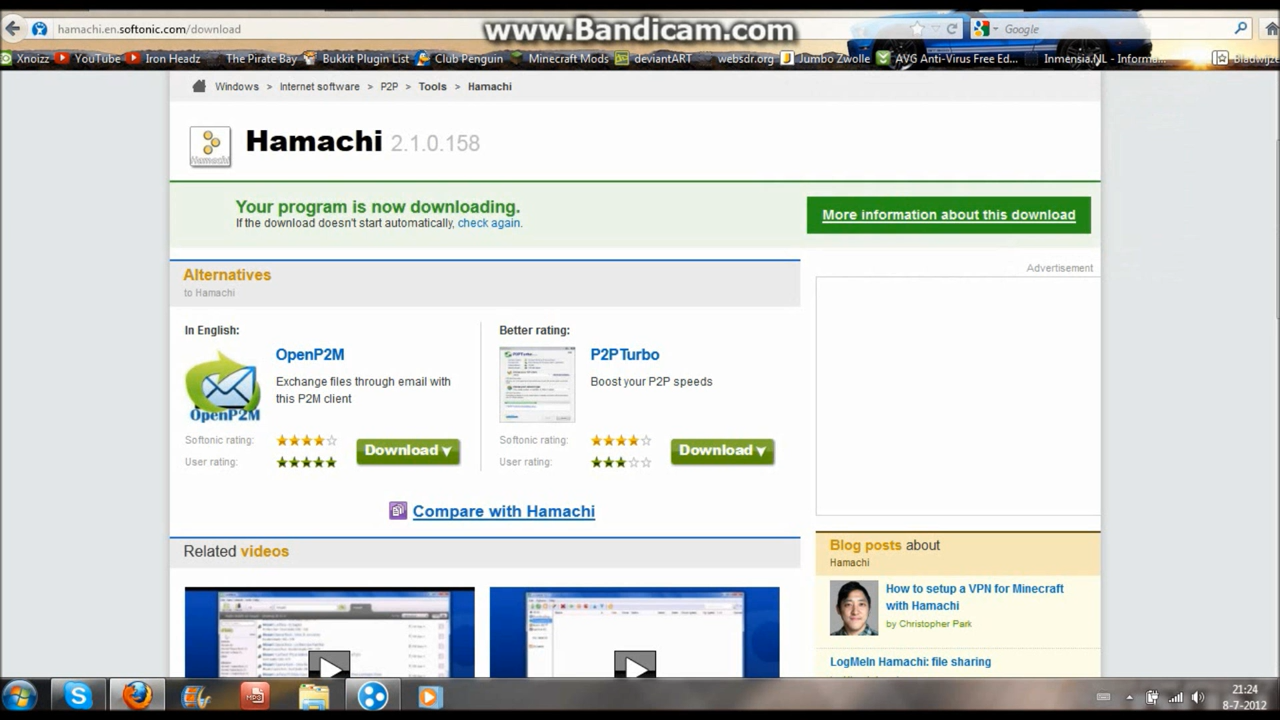 www.Bandicam.com
hamachi.en.softonic.com/download
Google
Xnoizz YouTube Iron Headz The Pirate Bay Bukkit Plugin List Club Penguin Minecraft Mods deviantART websdr.org Jumbo Zwolle AVG Anti-Virus Free Ed... Inmensia.NL - Informa... Bladwijze
Windows > Internet software > P2P > Tools > Hamachi
Hamachi 2.1.0.158
Hamachi
Your program is now downloading.
If the download doesn't start automatically, check again.
More information about this download
Advertisement
Alternatives
to Hamachi
In English:
OpenP2M
Exchange files through email with
this P2M client
OpenP2M
Softonic rating:
User rating:
Download
Better rating:
P2PTurbo
Boost your P2P speeds
Softonic rating:
User rating:
Download
Compare with Hamachi
Related videos
Blog posts about
Hamachi
How to setup a VPN for Minecraft
with Hamachi
by Christopher Park
LogMeIn Hamachi: file sharing
MP3
21:24
8-7-2012